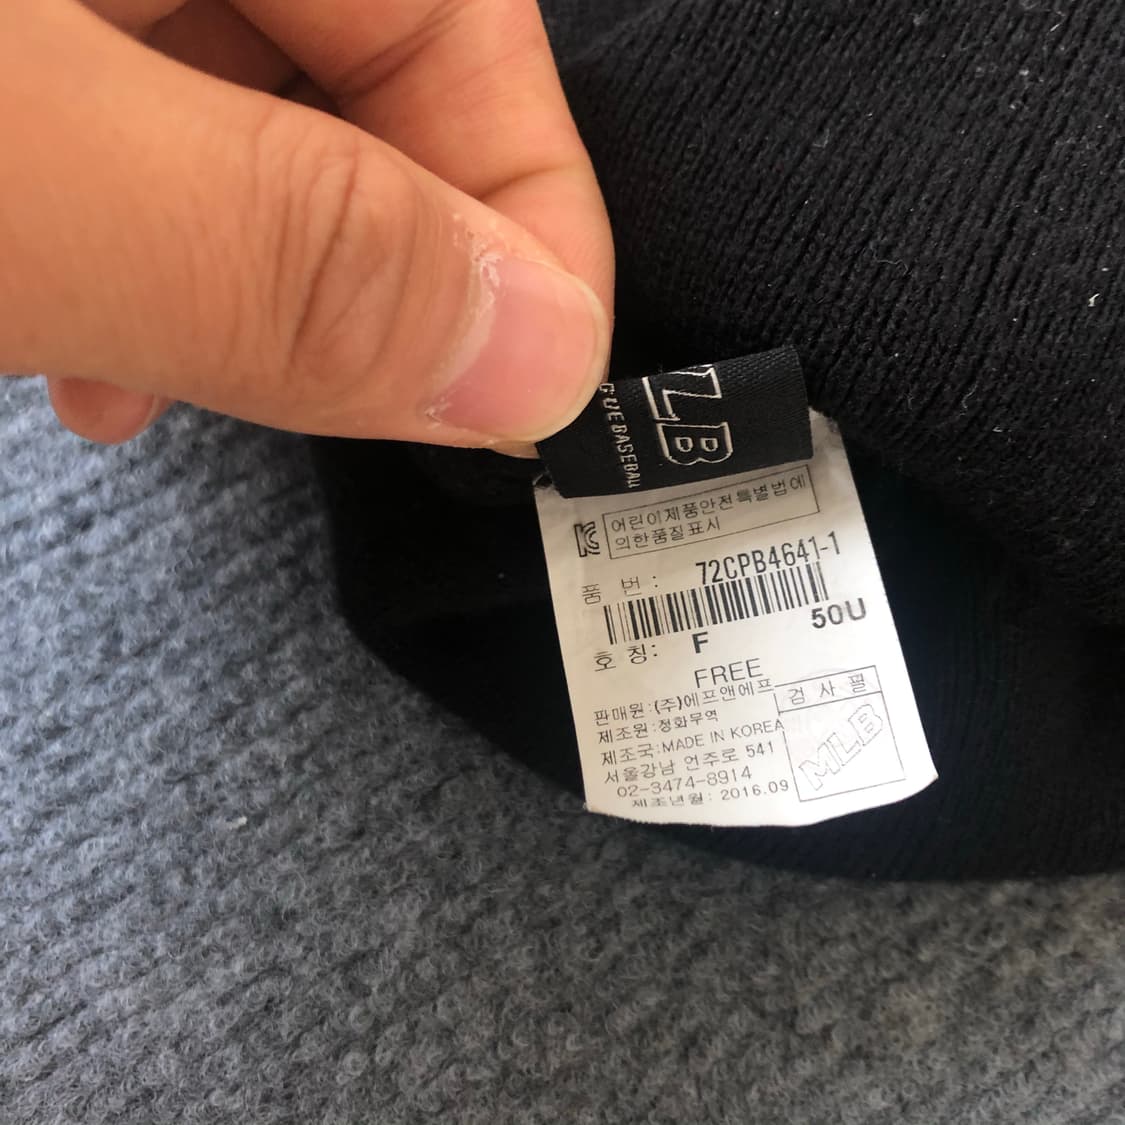 LB
GUEBASEBALL
어린이제품안전특별법에
의한품질표시
품 번: 72CPB4641-1
50U
호 칭: F
FREE
판매원:(주)에프앤에프
제조원:정화무역
제조국:MADE IN KOREA
서울강남 언주로 541
02-3474-8914
제조년월: 2016.09
검사필
MLB